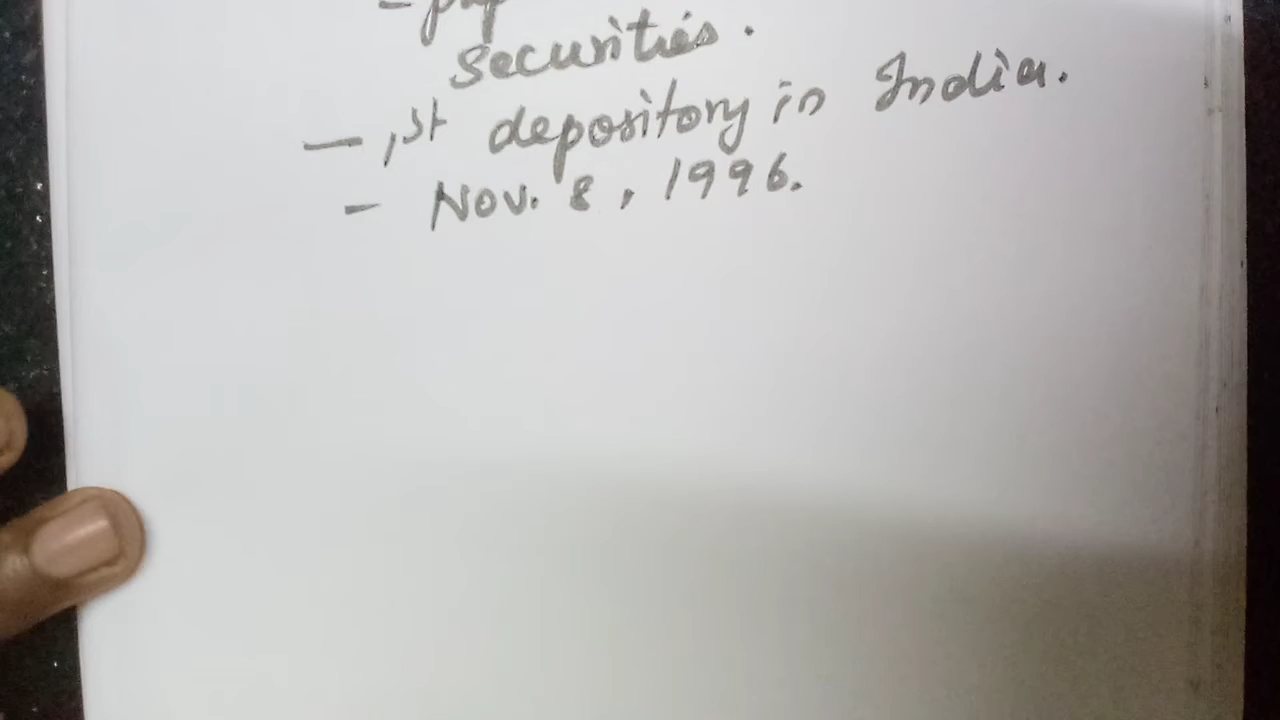 securities.
- 1st depository in India.
- Nov. 8, 1996.